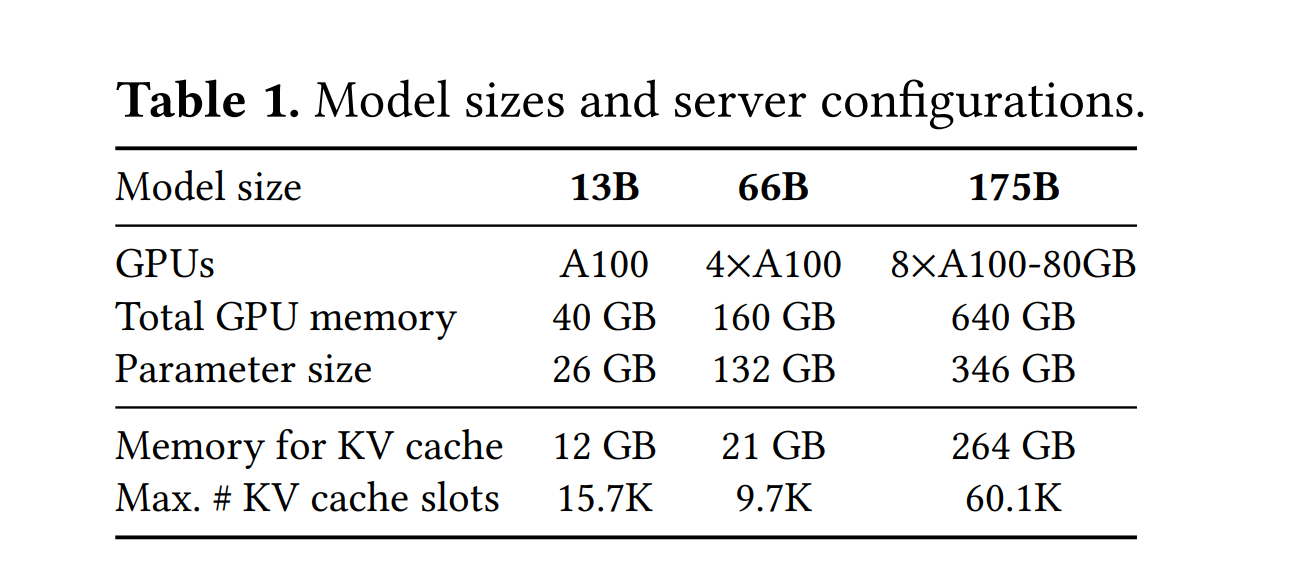 Table 1. Model sizes and server configurations.
Model size 13B 66B 175B
GPUs A100 4×A100 8×A100-80GB
Total GPU memory 40 GB 160 GB 640 GB
Parameter size 26 GB 132 GB 346 GB
Memory for KV cache 12 GB 21 GB 264 GB
Max. # KV cache slots 15.7K 9.7K 60.1K